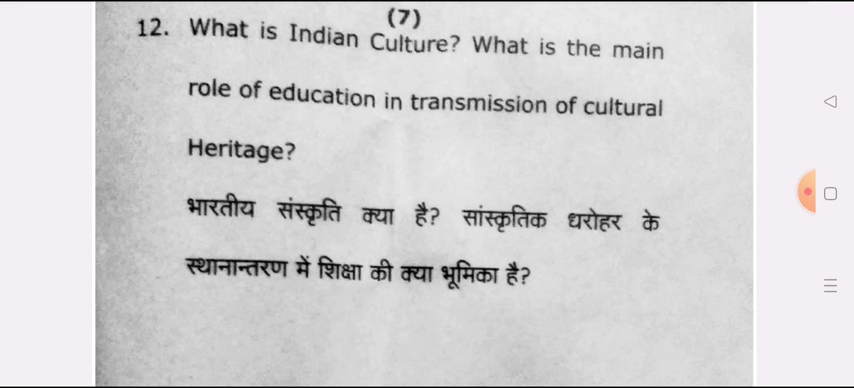 (7)
12. What is Indian Culture? What is the main
role of education in transmission of cultural
Heritage?
भारतीय संस्कृति क्या है? सांस्कृतिक धरोहर के
स्थानान्तरण में शिक्षा की क्या भूमिका है?